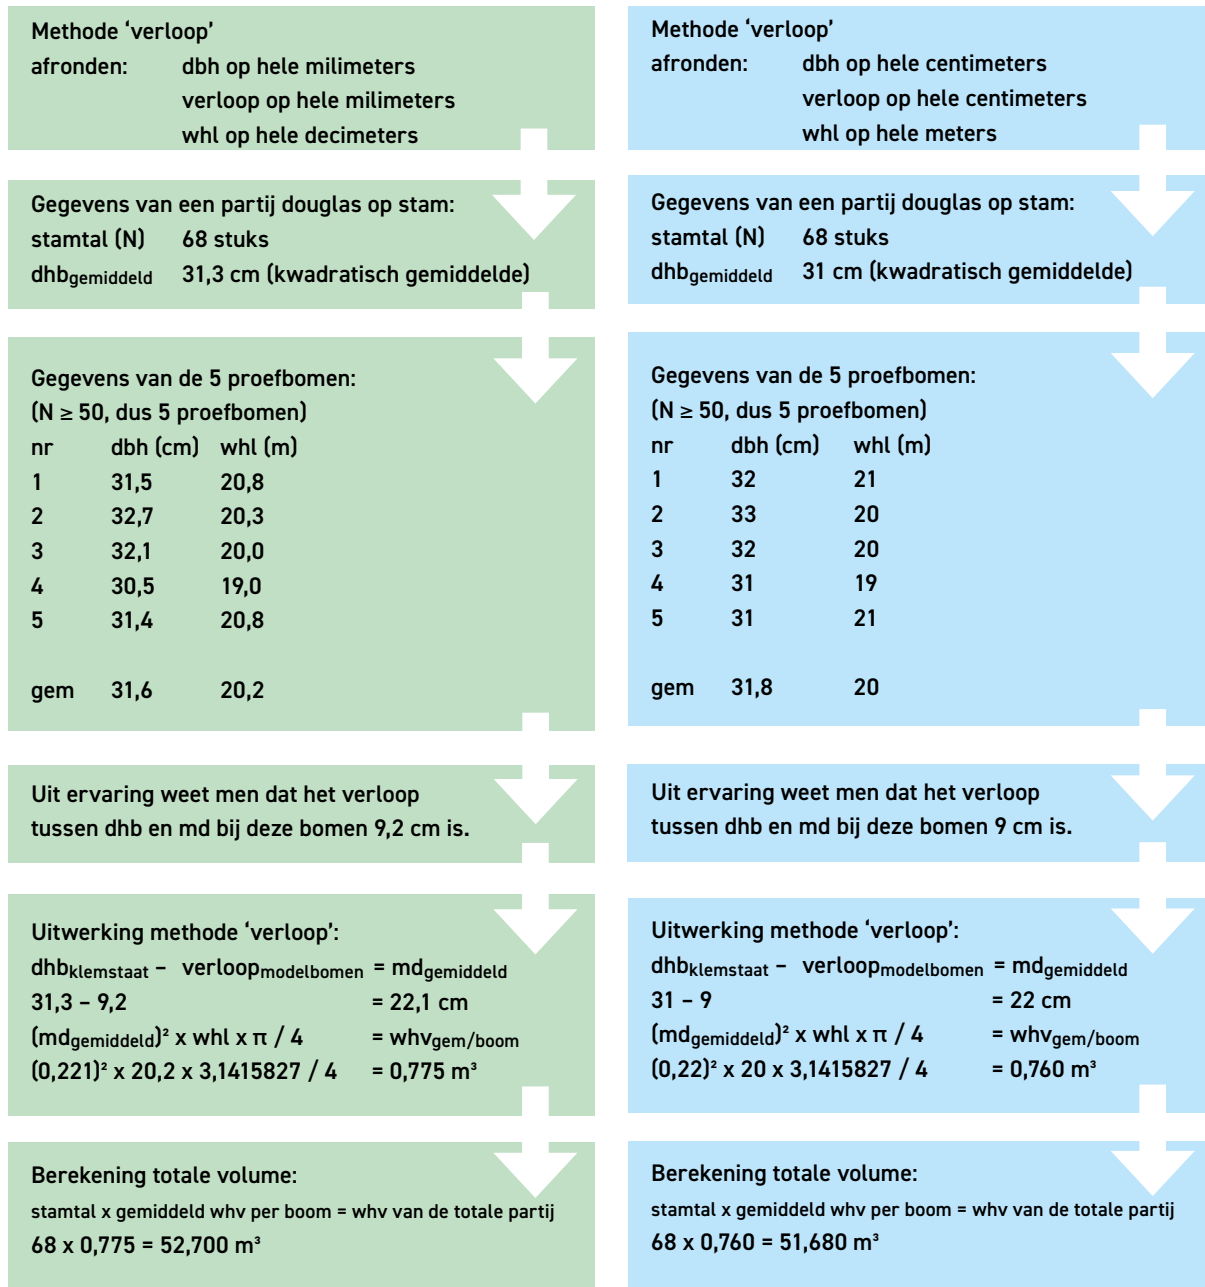 Methode ‘verloop’
afronden: dbh op hele milimeters
verloop op hele milimeters
whl op hele decimeters
Gegevens van een partij douglas op stam:
stamtal (N) 68 stuks
dhbgemiddeld 31,3 cm (kwadratisch gemiddelde)
Gegevens van de 5 proefbomen:
(N ≥ 50, dus 5 proefbomen)
nr dbh (cm) whl (m)
1 31,5 20,8
2 32,7 20,3
3 32,1 20,0
4 30,5 19,0
5 31,4 20,8
gem 31,6 20,2
Uit ervaring weet men dat het verloop
tussen dhb en md bij deze bomen 9,2 cm is.
Uitwerking methode ‘verloop’:
dhbklemstaat – verloopmodelbomen = mdgemiddeld
31,3 – 9,2 = 22,1 cm
(mdgemiddeld)² x whl x π / 4 = whvgem/boom
(0,221)² x 20,2 x 3,1415827 / 4 = 0,775 m³
Berekening totale volume:
stamtal x gemiddeld whv per boom = whv van de totale partij
68 x 0,775 = 52,700 m³
Methode ‘verloop’
afronden: dbh op hele centimeters
verloop op hele centimeters
whl op hele meters
Gegevens van een partij douglas op stam:
stamtal (N) 68 stuks
dhbgemiddeld 31 cm (kwadratisch gemiddelde)
Gegevens van de 5 proefbomen:
(N ≥ 50, dus 5 proefbomen)
nr dbh (cm) whl (m)
1 32 21
2 33 20
3 32 20
4 31 19
5 31 21
gem 31,8 20
Uit ervaring weet men dat het verloop
tussen dhb en md bij deze bomen 9 cm is.
Uitwerking methode ‘verloop’:
dhbklemstaat – verloopmodelbomen = mdgemiddeld
31 – 9 = 22 cm
(mdgemiddeld)² x whl x π / 4 = whvgem/boom
(0,22)² x 20 x 3,1415827 / 4 = 0,760 m³
Berekening totale volume:
stamtal x gemiddeld whv per boom = whv van de totale partij
68 x 0,760 = 51,680 m³